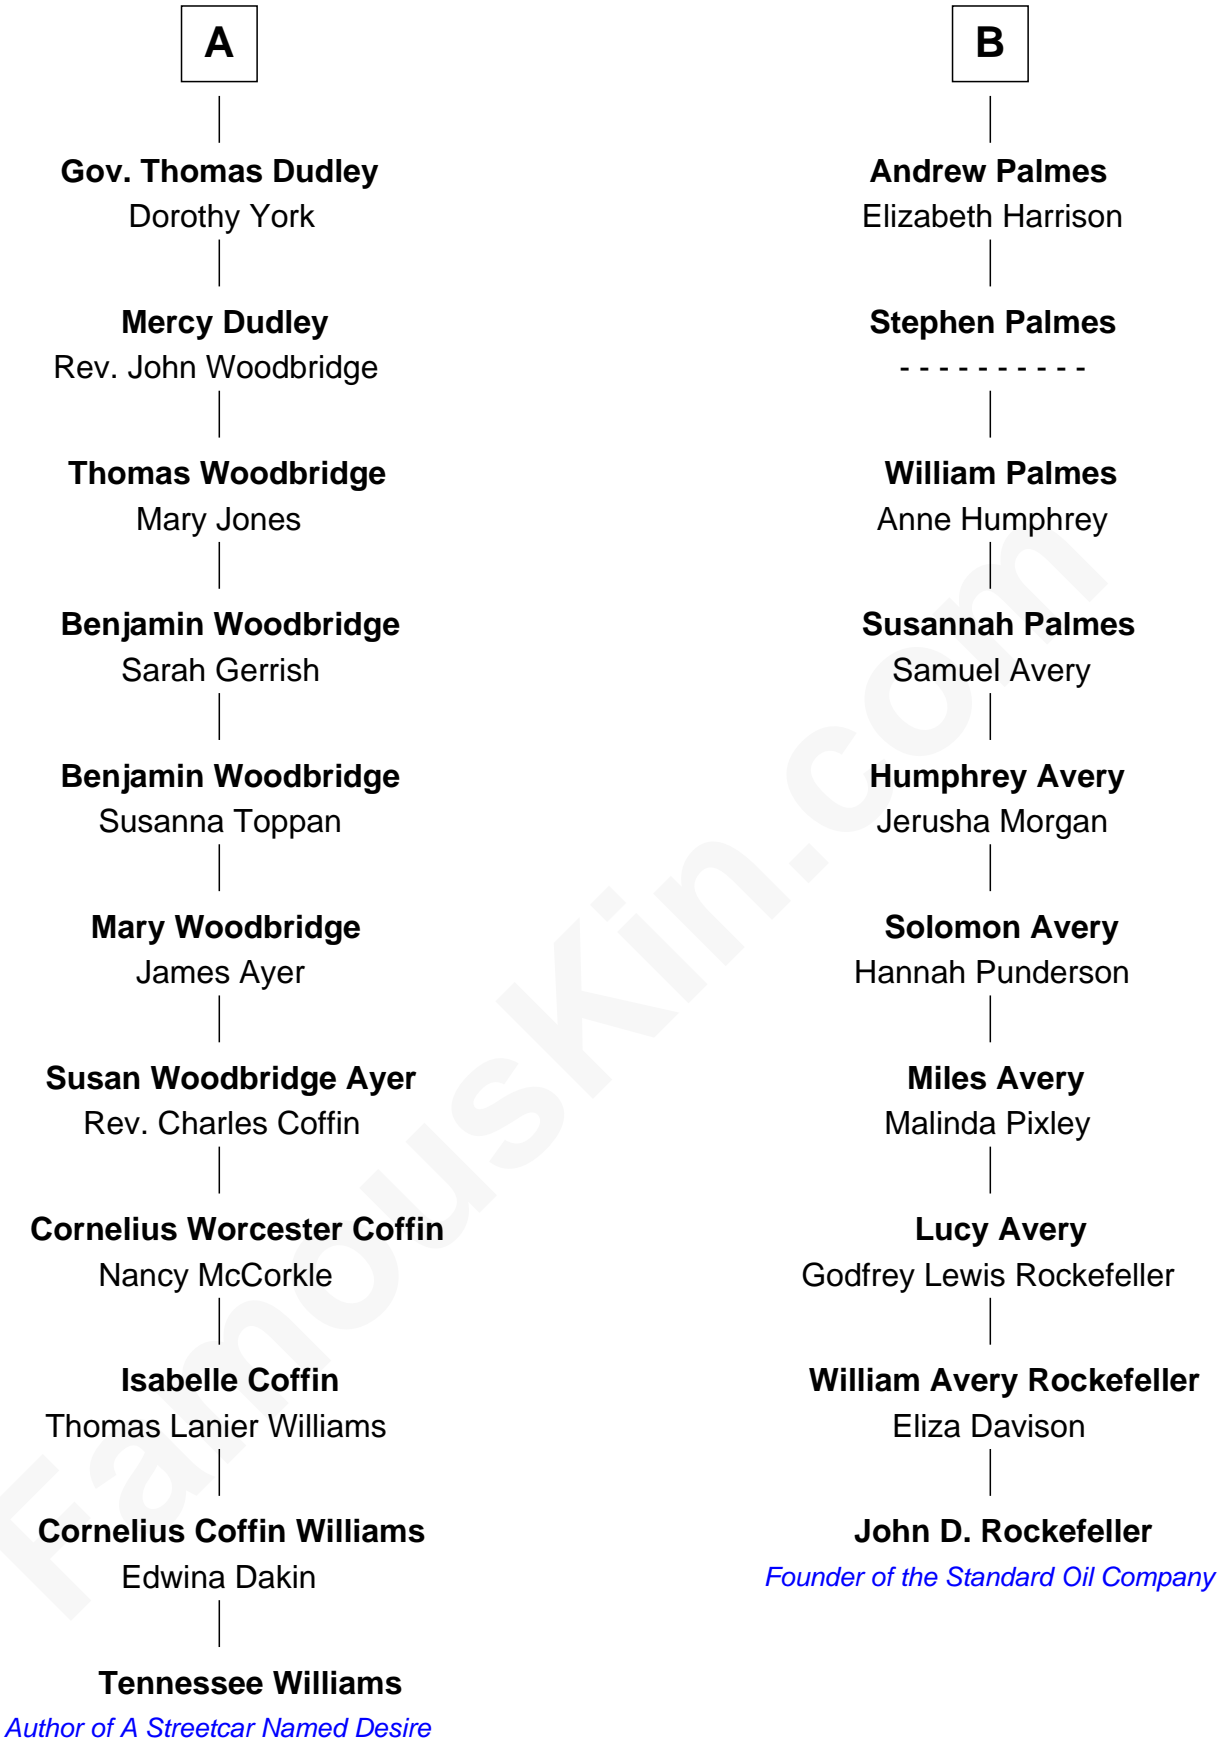 A
Gov. Thomas Dudley
Dorothy York
Mercy Dudley
Rev. John Woodbridge
Thomas Woodbridge
Mary Jones
Benjamin Woodbridge
Sarah Gerrish
Benjamin Woodbridge
Susanna Toppan
Mary Woodbridge
James Ayer
Susan Woodbridge Ayer
Rev. Charles Coffin
Cornelius Worcester Coffin
Nancy McCorkle
Isabelle Coffin
Thomas Lanier Williams
Cornelius Coffin Williams
Edwina Dakin
Tennessee Williams
Author of A Streetcar Named Desire
B
Andrew Palmes
Elizabeth Harrison
Stephen Palmes
- - - - - - - - - -
William Palmes
Anne Humphrey
Susannah Palmes
Samuel Avery
Humphrey Avery
Jerusha Morgan
Solomon Avery
Hannah Punderson
Miles Avery
Malinda Pixley
Lucy Avery
Godfrey Lewis Rockefeller
William Avery Rockefeller
Eliza Davison
John D. Rockefeller
Founder of the Standard Oil Company
FamousKin.com